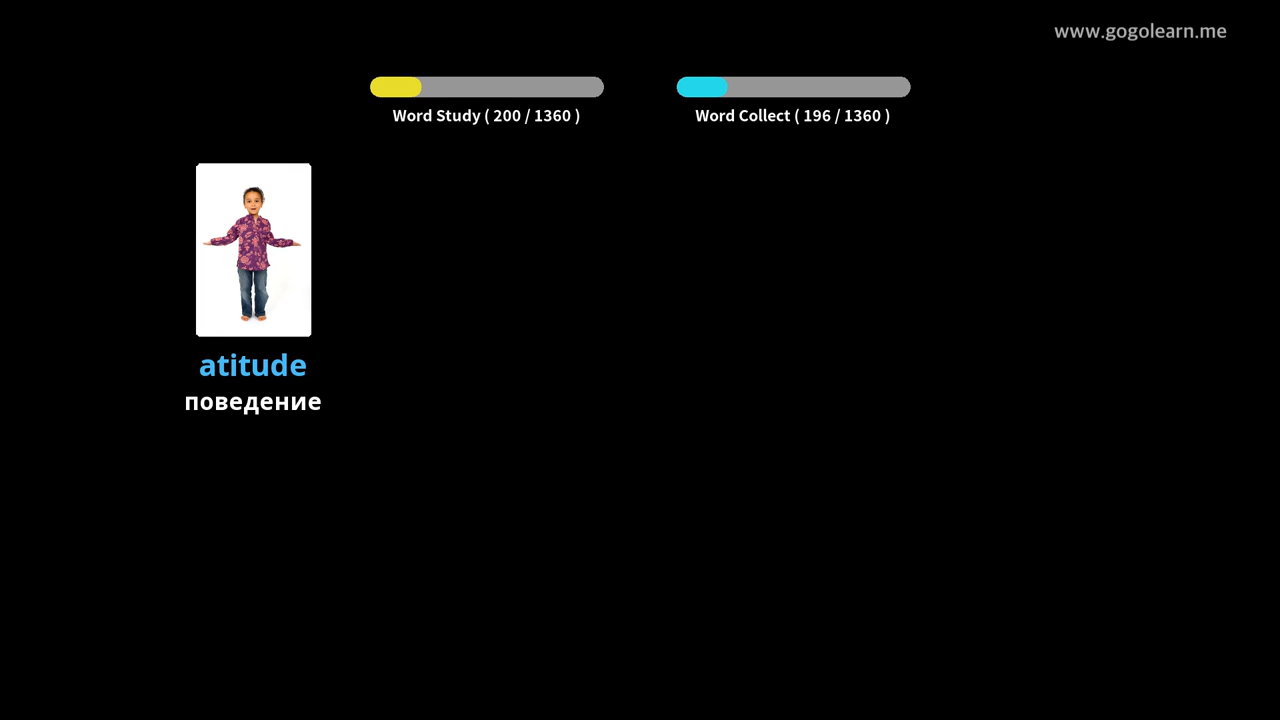 www.gogolearn.me
Word Study ( 200 / 1360 )
Word Collect ( 196 / 1360 )
atitude
поведение